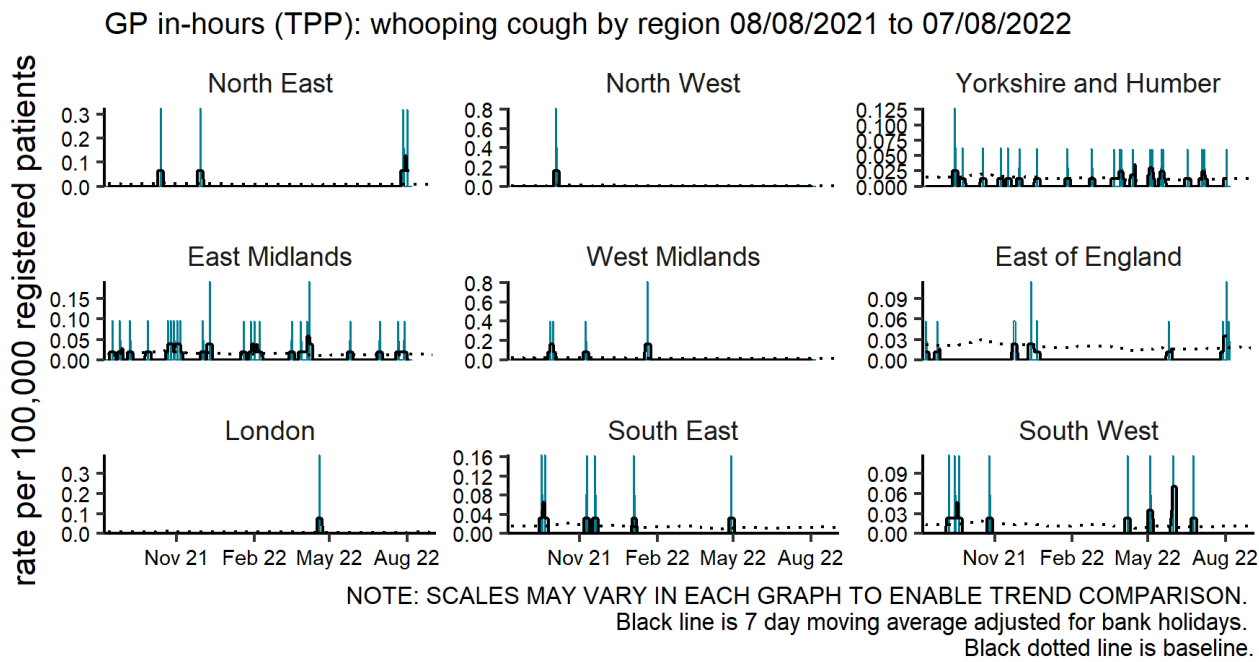 GP in-hours (TPP): whooping cough by region 08/08/2021 to 07/08/2022
rate per 100,000 registered patients
North East
0.3
0.2
0.1
0.0
North West
0.8
0.6
0.4
0.2
0.0
Yorkshire and Humber
0.125
0.100
0.075
0.050
0.025
0.000
East Midlands
0.15
0.10
0.05
0.00
West Midlands
0.8
0.6
0.4
0.2
0.0
East of England
0.09
0.06
0.03
0.00
London
0.3
0.2
0.1
0.0
Nov 21 Feb 22 May 22 Aug 22
South East
0.16
0.12
0.08
0.04
0.00
Nov 21 Feb 22 May 22 Aug 22
South West
0.09
0.06
0.03
0.00
Nov 21 Feb 22 May 22 Aug 22
NOTE: SCALES MAY VARY IN EACH GRAPH TO ENABLE TREND COMPARISON.
Black line is 7 day moving average adjusted for bank holidays.
Black dotted line is baseline.